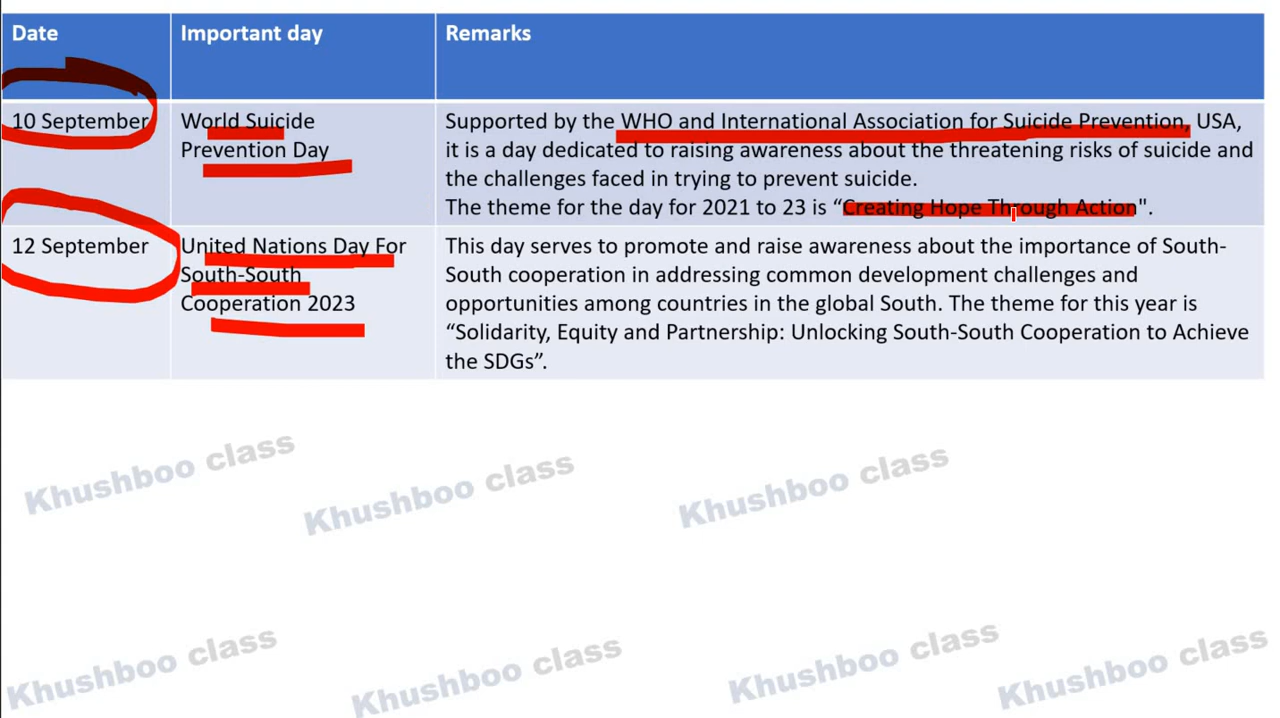 Date Important day Remarks
10 September World Suicide Supported by the WHO and International Association for Suicide Prevention, USA,
Prevention Day it is a day dedicated to raising awareness about the threatening risks of suicide and
the challenges faced in trying to prevent suicide.
The theme for the day for 2021 to 23 is “Creating Hope Through Action".
12 September United Nations Day For This day serves to promote and raise awareness about the importance of South-
South-South South cooperation in addressing common development challenges and
Cooperation 2023 opportunities among countries in the global South. The theme for this year is
“Solidarity, Equity and Partnership: Unlocking South-South Cooperation to Achieve
the SDGs”.
Khushboo class
Khushboo class
Khushboo class
Khushboo class
Khushboo class
Khushboo class
Khushboo class